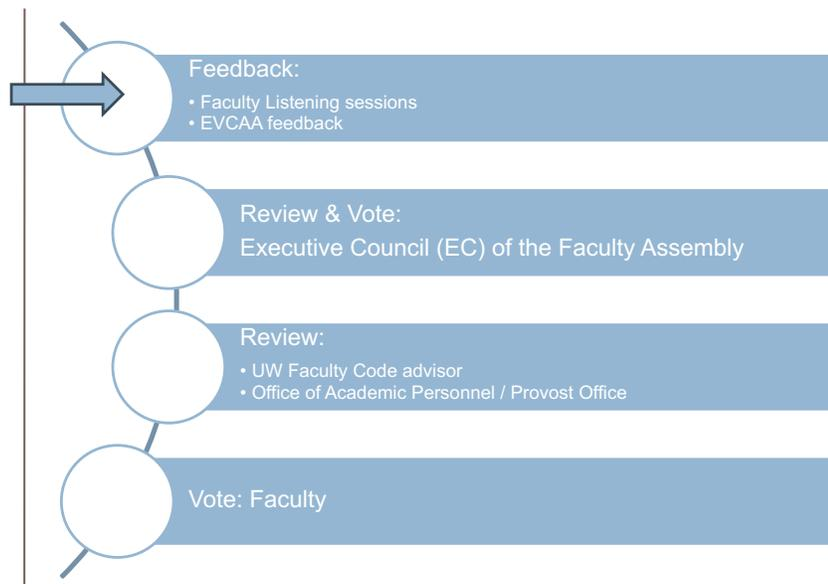 Feedback:
• Faculty Listening sessions
• EVCAA feedback
Review & Vote:
Executive Council (EC) of the Faculty Assembly
Review:
• UW Faculty Code advisor
• Office of Academic Personnel / Provost Office
Vote: Faculty